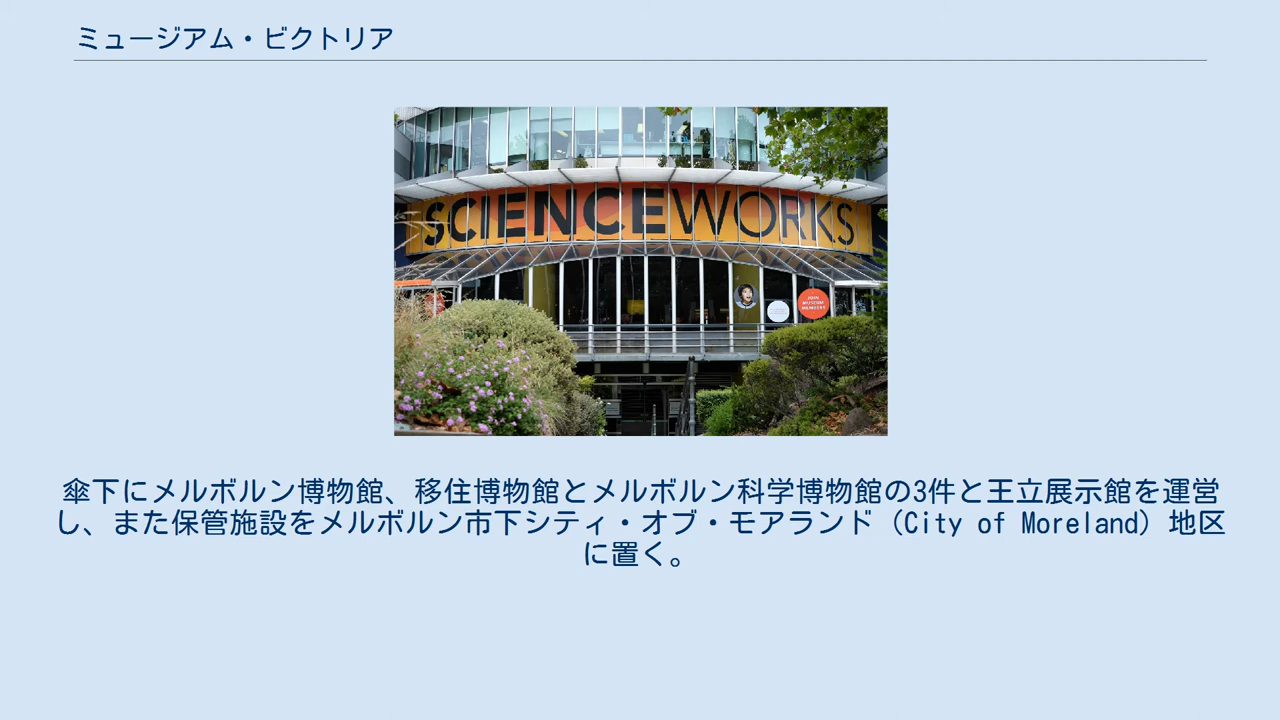 ミュージアム・ビクトリア
SCIENCEWORKS
JOIN
MUSEUM
MEMBERS
傘下にメルボルン博物館、移住博物館とメルボルン科学博物館の3件と王立展示館を運営
し、また保管施設をメルボルン市下シティ・オブ・モアランド（City of Moreland）地区
に置く。